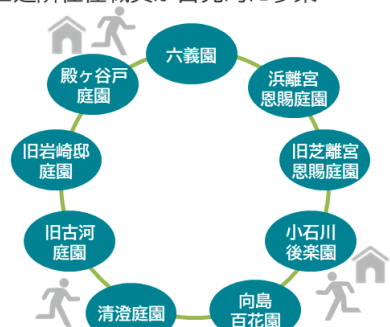 六義園
浜離宮
恩賜庭園
旧芝離宮
恩賜庭園
小石川
後楽園
向島
百花園
清澄庭園
旧古河
庭園
旧岩崎邸
庭園
殿ヶ谷戸
庭園